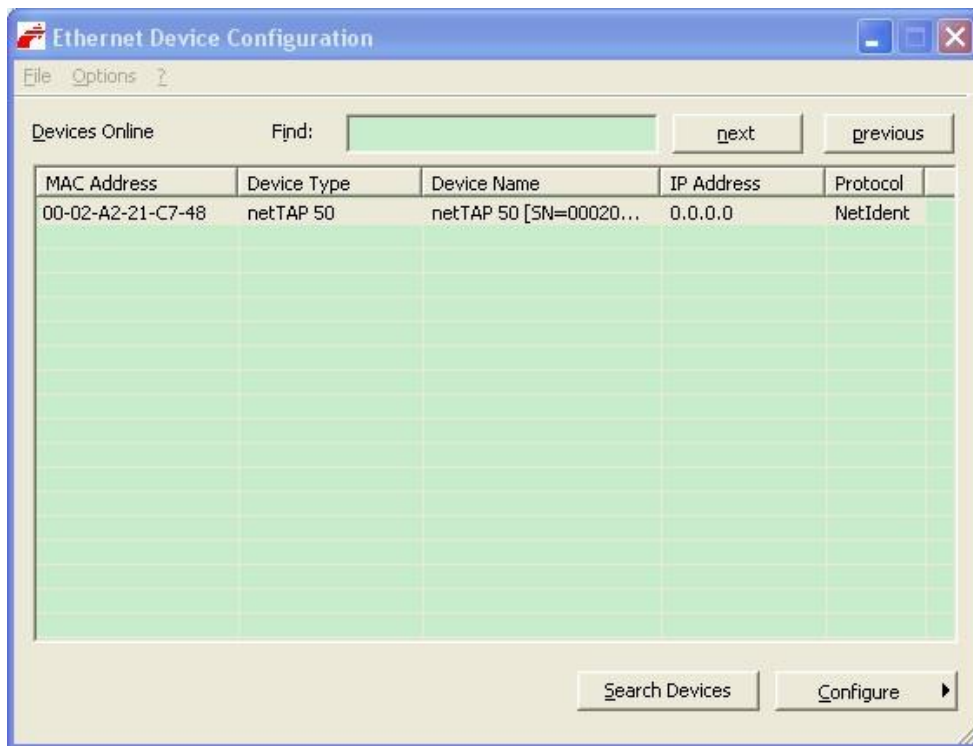 Ethernet Device Configuration
File Options ?
Devices Online Find: next previous
MAC Address Device Type Device Name IP Address Protocol
00-02-A2-21-C7-48 netTAP 50 netTAP 50 [SN=00020... 0.0.0.0 NetIdent
Search Devices Configure